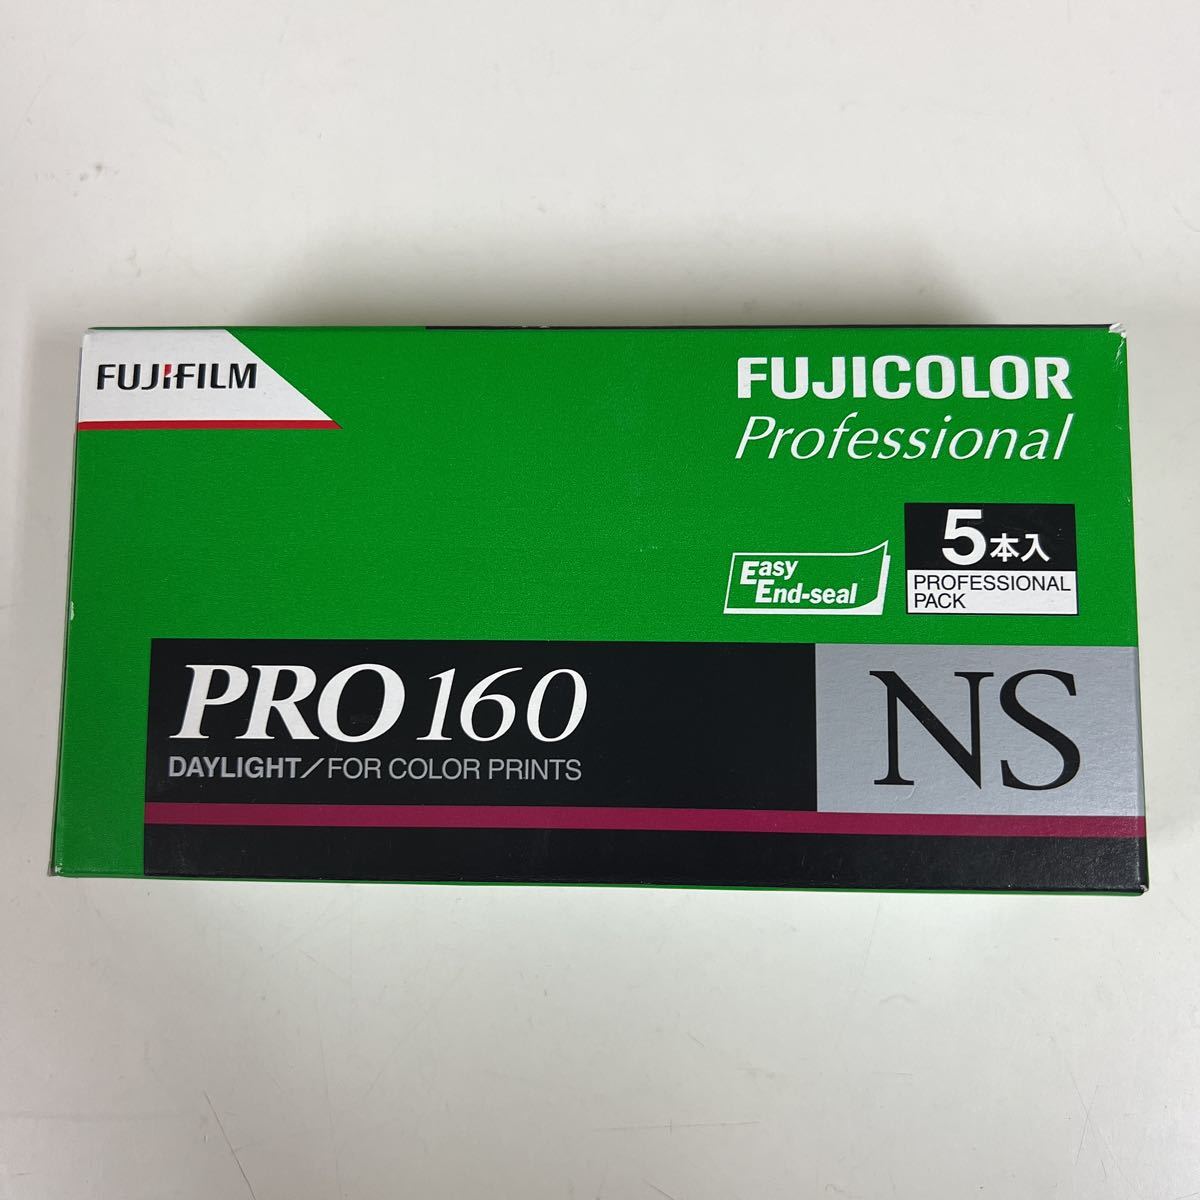 FUJIFILM
FUJICOLOR
Professional
5本入
PROFESSIONAL
PACK
Easy
End-seal
PRO 160
DAYLIGHT/FOR COLOR PRINTS
NS